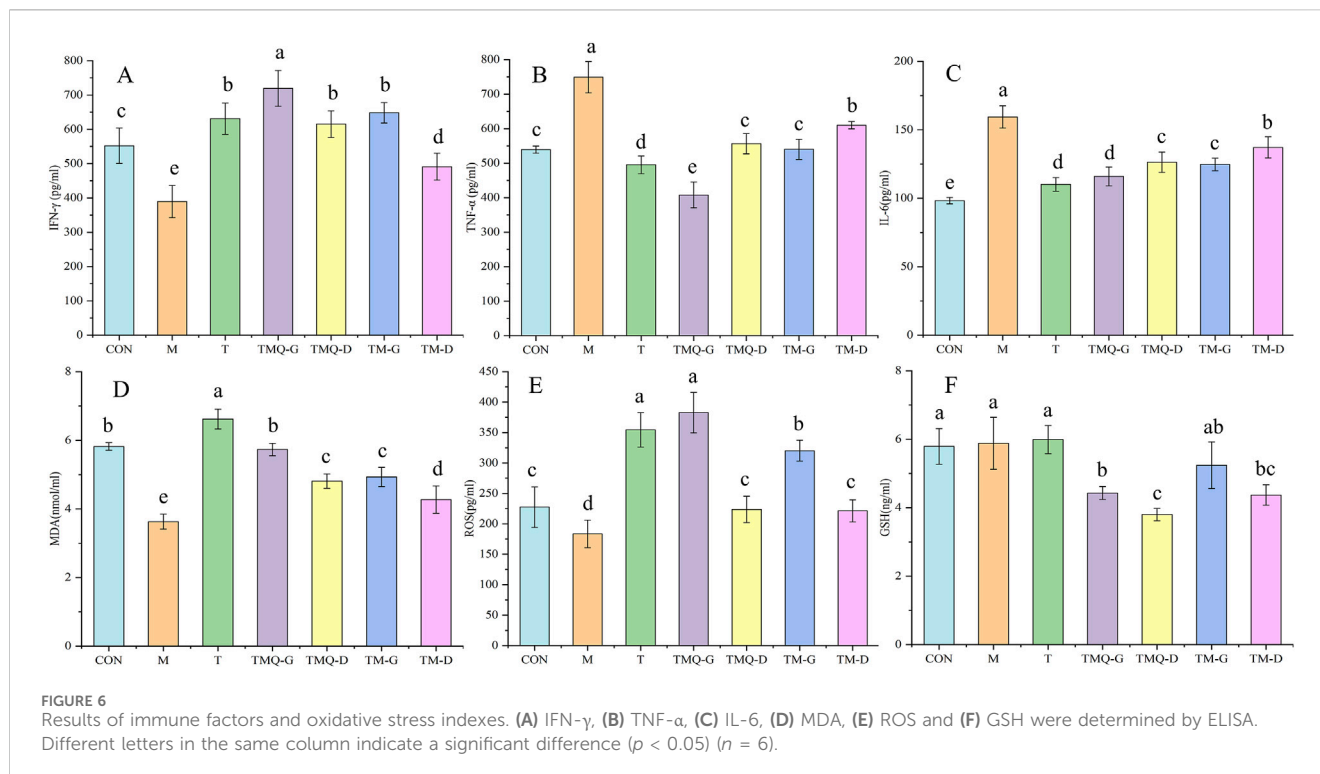 A
IFN-γ (pg/ml)
800
700
600
500
400
300
200
100
0
c
e
b
a
b
b
d
CON M T TMQ-G TMQ-D TM-G TM-D
B
TNF-α (pg/ml)
800
700
600
500
400
300
200
100
0
c
a
d
e
c
c
b
CON M T TMQ-G TMQ-D TM-G TM-D
C
IL-6(pg/ml)
200
150
100
50
0
e
a
d
d
c
c
b
CON M T TMQ-G TMQ-D TM-G TM-D
D
MDA(nmol/ml)
8
6
4
2
0
b
e
a
b
c
c
d
CON M T TMQ-G TMQ-D TM-G TM-D
E
ROS(pg/ml)
450
400
350
300
250
200
150
100
50
0
c
d
a
a
c
b
c
CON M T TMQ-G TMQ-D TM-G TM-D
F
GSH(ng/ml)
8
6
4
2
0
a
a
a
b
c
ab
bc
CON M T TMQ-G TMQ-D TM-G TM-D
FIGURE 6
Results of immune factors and oxidative stress indexes. (A) IFN-γ, (B) TNF-α, (C) IL-6, (D) MDA, (E) ROS and (F) GSH were determined by ELISA.
Different letters in the same column indicate a significant difference (p < 0.05) (n = 6).